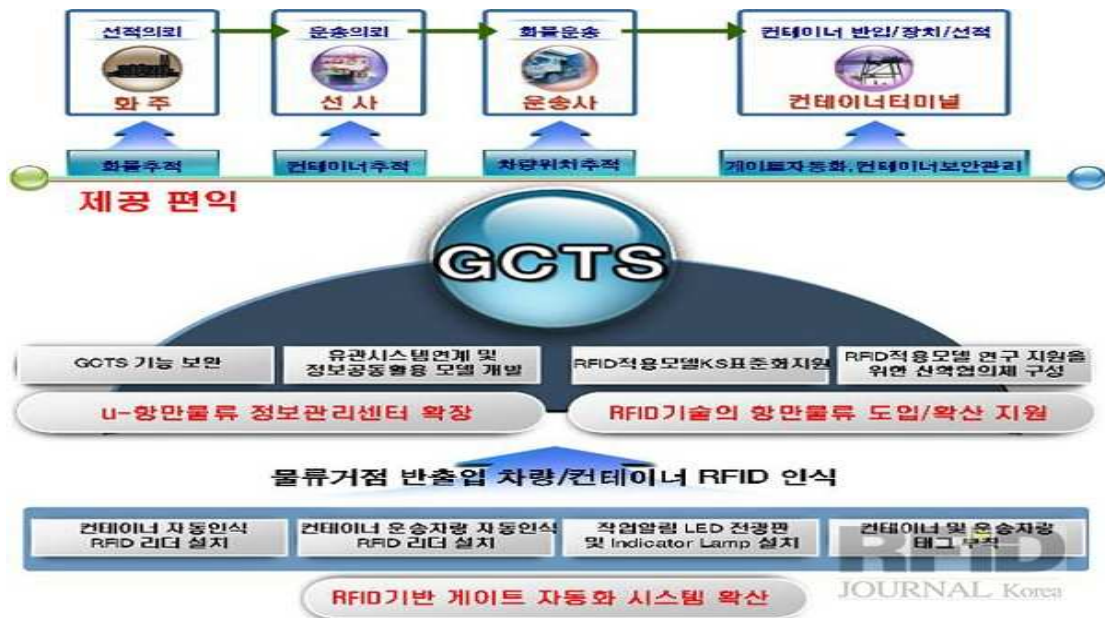 선적의뢰
운송의뢰
화물운송
컨테이너 반입/장치/선적
화 주
선 사
운송사
컨테이너터미널
화물추적
컨테이너추적
차량위치추적
게이트자동화,컨테이너보안관리
제공 편익
GCTS
GCTS 기능 보완
유관시스템연계 및
정보공동활용 모델 개발
RFID적용모델KS표준화지원
RFID적용모델 연구 지원을
위한 산학협의체 구성
u-항만물류 정보관리센터 확장
RFID기술의 항만물류 도입/확산 지원
물류거점 반출입 차량/컨테이너 RFID 인식
컨테이너 자동인식
RFID 리더 설치
컨테이너 운송차량 자동인식
RFID 리더 설치
작업알림 LED 전광판
및 Indicator Lamp 설치
컨테이너 및 운송차량
태그 부착
RFID
JOURNAL Korea
RFID기반 게이트 자동화 시스템 확산